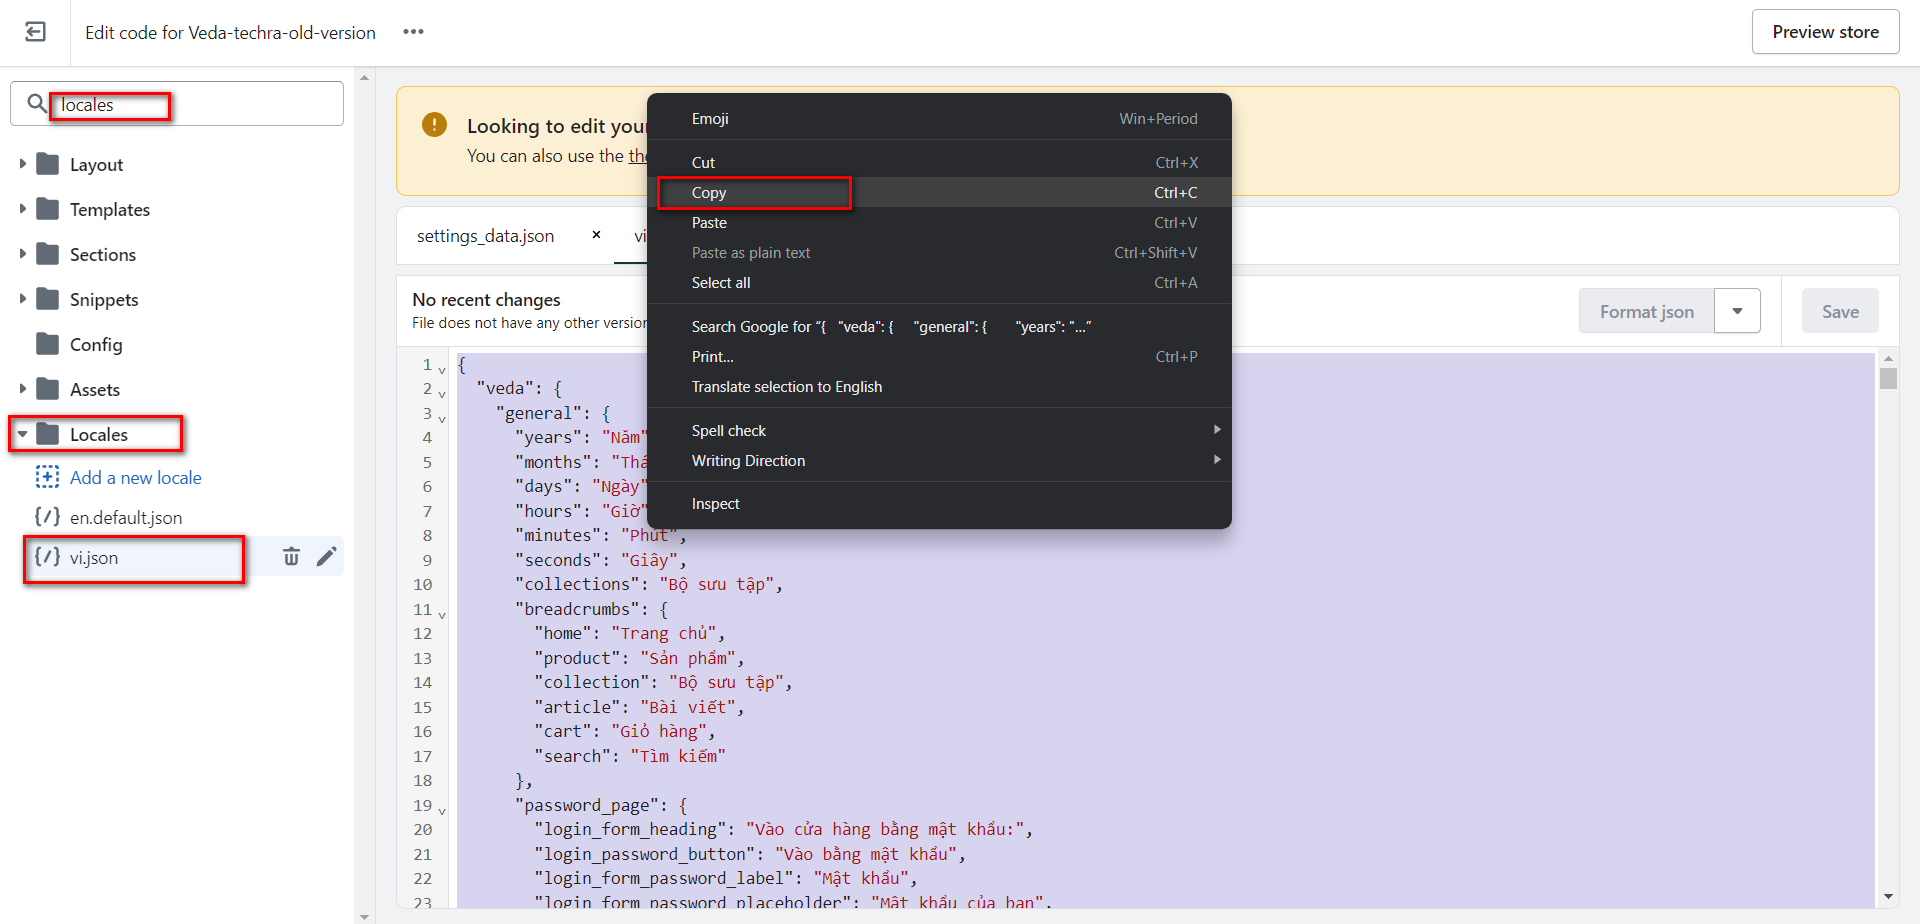 Edit code for Veda-techra-old-version
Preview store
locales
Layout
Templates
Sections
Snippets
Config
Assets
Locales
Add a new locale
en.default.json
vi.json
Looking to edit your
You can also use the
settings_data.json
No recent changes
File does not have any other version
Format json
Save
Emoji Win+Period
Cut Ctrl+X
Copy Ctrl+C
Paste Ctrl+V
Paste as plain text Ctrl+Shift+V
Select all Ctrl+A
Search Google for “{ "veda": { "general": { "years": "...”
Print... Ctrl+P
Translate selection to English
Spell check
Writing Direction
Inspect
1 {
2 "veda": {
3 "general": {
4 "years": "Năm"
5 "months": "Thá
6 "days": "Ngày"
7 "hours": "Giờ"
8 "minutes": "Phút",
9 "seconds": "Giây",
10 "collections": "Bộ sưu tập",
11 "breadcrumbs": {
12 "home": "Trang chủ",
13 "product": "Sản phẩm",
14 "collection": "Bộ sưu tập",
15 "article": "Bài viết",
16 "cart": "Giỏ hàng",
17 "search": "Tìm kiếm"
18 },
19 "password_page": {
20 "login_form_heading": "Vào cửa hàng bằng mật khẩu:",
21 "login_password_button": "Vào bằng mật khẩu",
22 "login_form_password_label": "Mật khẩu",
23 "login_form_password_placeholder": "Mật khẩu của bạn",